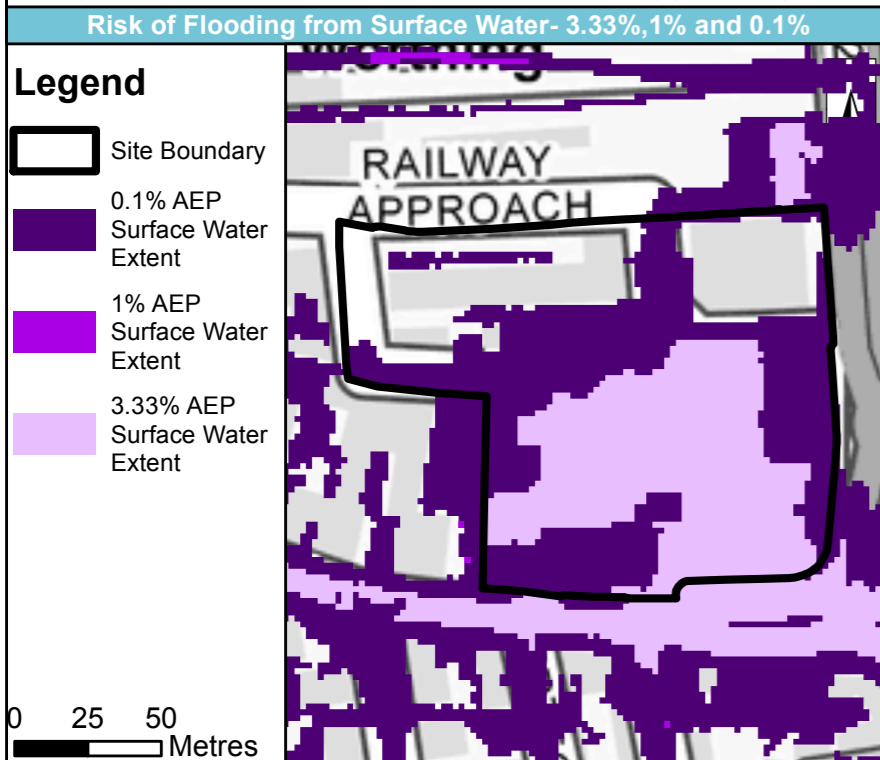 Risk of Flooding from Surface Water- 3.33%,1% and 0.1%
Legend
Site Boundary
0.1% AEP
Surface Water
Extent
1% AEP
Surface Water
Extent
3.33% AEP
Surface Water
Extent
0 25 50
Metres
Worthing
RAILWAY
APPROACH